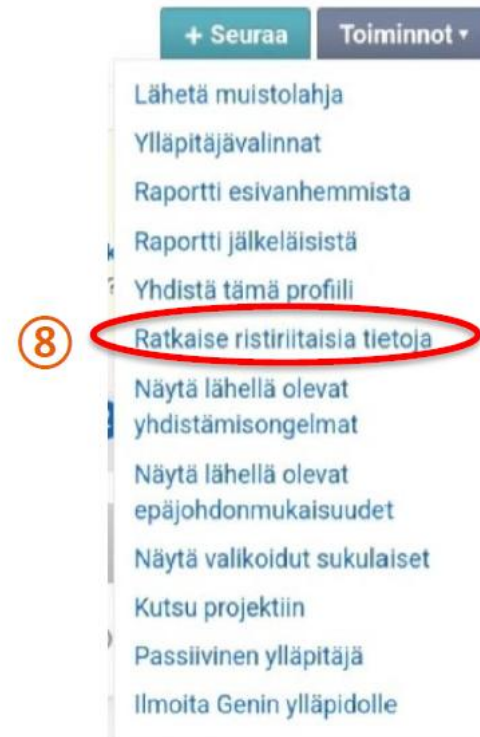 + Seuraa
Toiminnot ▾
Lähetä muistolahja
Ylläpitäjävalinnat
Raportti esivanhemmista
Raportti jälkeläisistä
Yhdistä tämä profiili
⑧
Ratkaise ristiriitaisia tietoja
Näytä lähellä olevat
yhdistämisongelmat
Näytä lähellä olevat
epäjohdonmukaisuudet
Näytä valikoidut sukulaiset
Kutsu projektiin
Passiivinen ylläpitäjä
Ilmoita Genin ylläpidolle